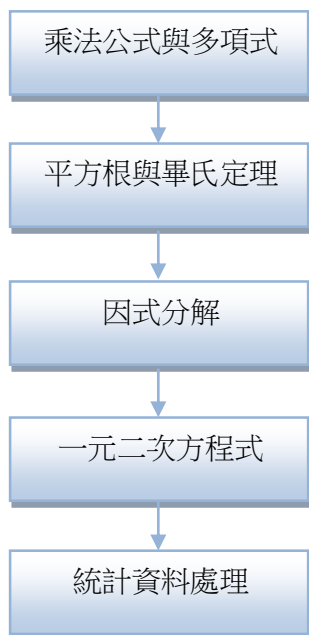 乘法公式與多項式
平方根與畢氏定理
因式分解
一元二次方程式
統計資料處理